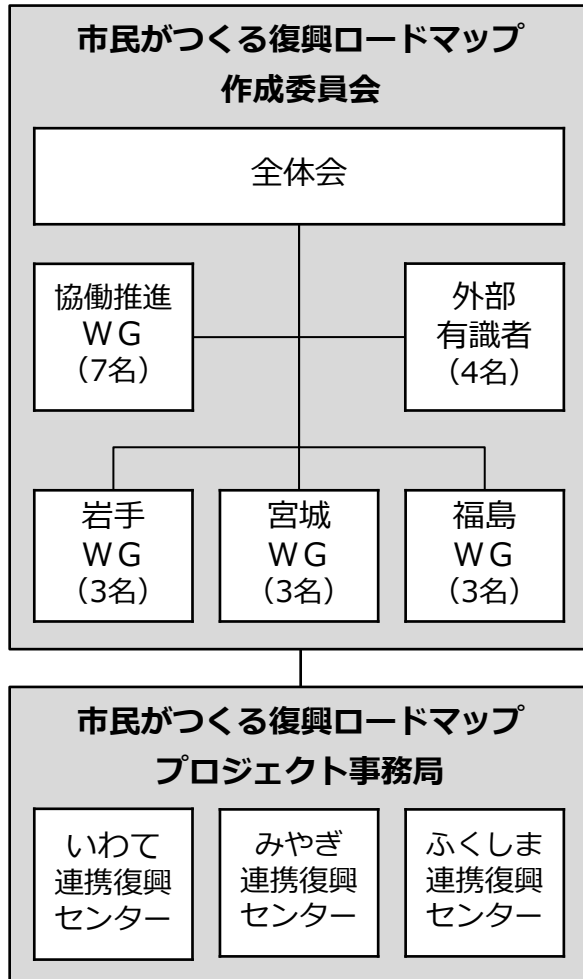 市民がつくる復興ロードマップ
作成委員会
全体会
協働推進
ＷＧ
（7名）
外部
有識者
（4名）
岩手
ＷＧ
（3名）
宮城
ＷＧ
（3名）
福島
ＷＧ
（3名）
市民がつくる復興ロードマップ
プロジェクト事務局
いわて
連携復興
センター
みやぎ
連携復興
センター
ふくしま
連携復興
センター